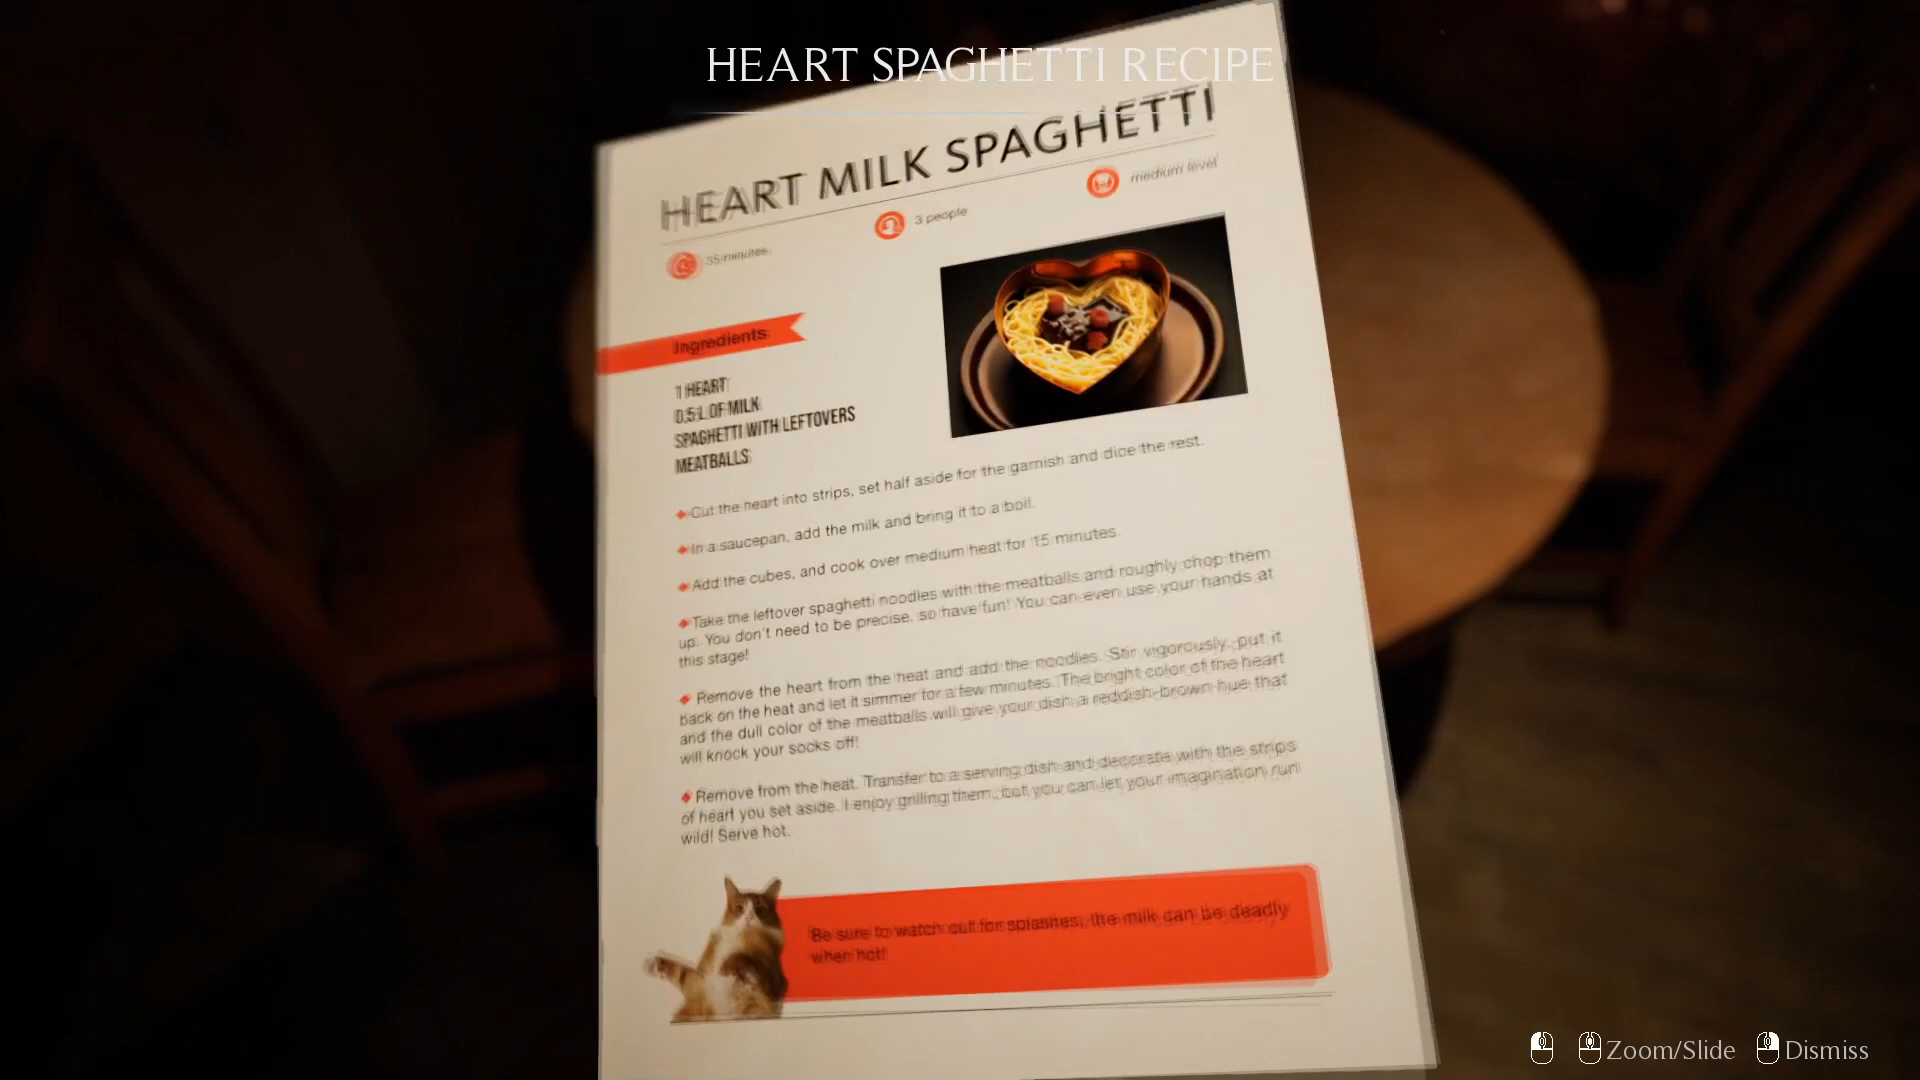 HEART SPAGHETTI RECIPE
HEART MILK SPAGHETTI
35 minutes
3 people
medium level
Ingredients
1 HEART
0,5 L OF MILK
SPAGHETTI WITH LEFTOVERS
MEATBALLS
Cut the heart into strips, set half aside for the garnish and dice the rest.
In a saucepan, add the milk and bring it to a boil.
Add the cubes, and cook over medium heat for 15 minutes.
Take the leftover spaghetti noodles with the meatballs and roughly chop them
up. You don't need to be precise, so have fun! You can even use your hands at
this stage!
Remove the heart from the heat and add the noodles. Stir vigorously, put it
back on the heat and let it simmer for a few minutes. The bright color of the heart
and the dull color of the meatballs will give your dish a reddish-brown hue that
will knock your socks off!
Remove from the heat. Transfer to a serving dish and decorate with the strips
of heart you set aside. I enjoy grilling them, but you can let your imagination run
wild! Serve hot.
Be sure to watch out for splashes, the milk can be deadly
when hot!
Zoom/Slide
Dismiss